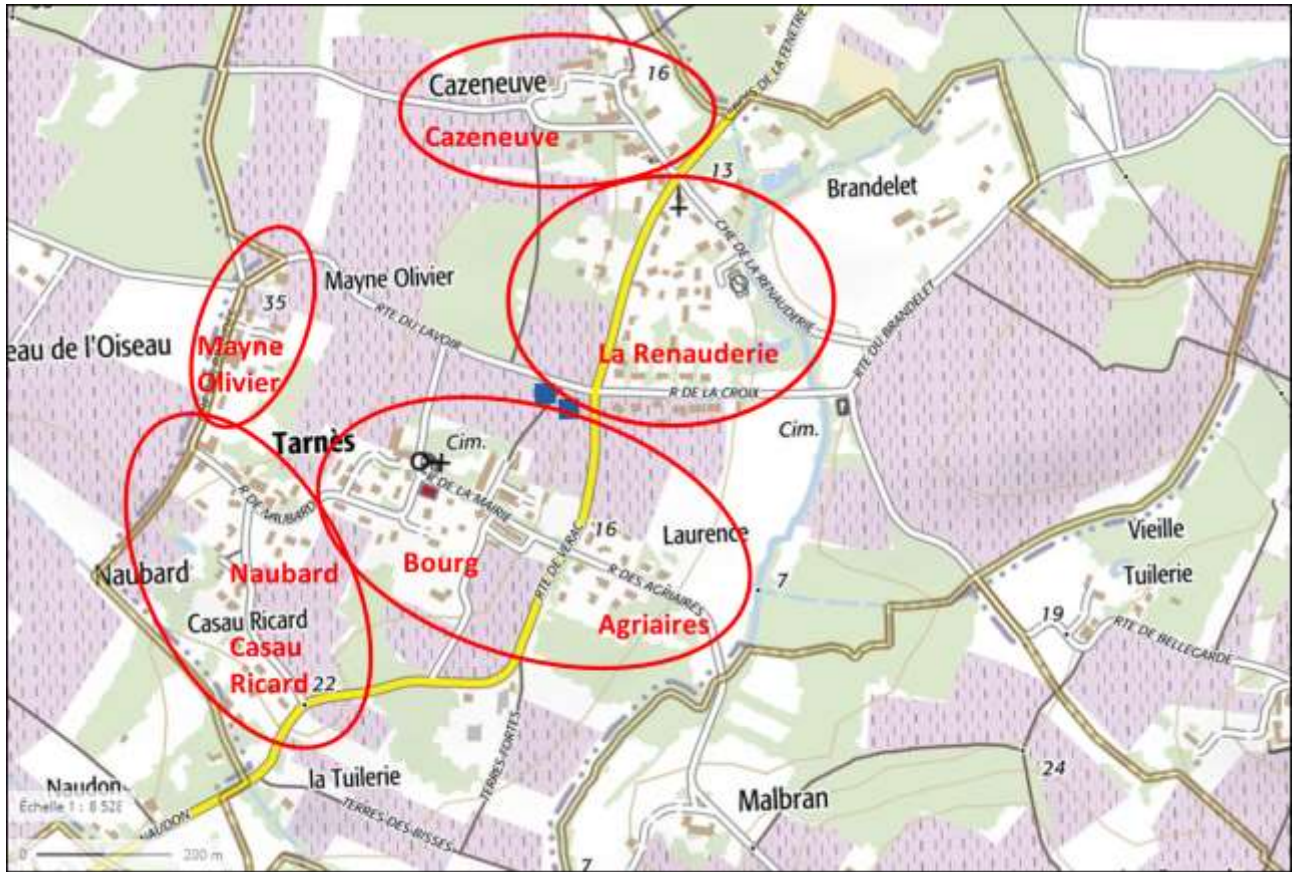 Cazeneuve
16
Cazeneuve
13
Brandelet
CHE DE LA RENAUDERIE
Mayne Olivier
35
RTE DU LAVOIR
eau de l'Oiseau
Mayne
Olivier
La Renauderie
RTE DU BRANDELET
R DE LA CROIX
Tarnès
Cim.
Cim.
R DE LA MAIRIE
R DE NAUBARD
16
Laurence
Vieille
Tuilerie
Naubard
Naubard
Bourg
RTE DE VÉRAC
R DES AGRIAIRES
7
Casau Ricard
Agriaires
19
RTE DE BELLEGARDE
Casau
Ricard
22
la Tuilerie
TERRES-FORTES
24
Naudon
Malbran
Échelle 1 : 8 528
NAUDON
TERRES-DES-BISSES
0
200 m
7